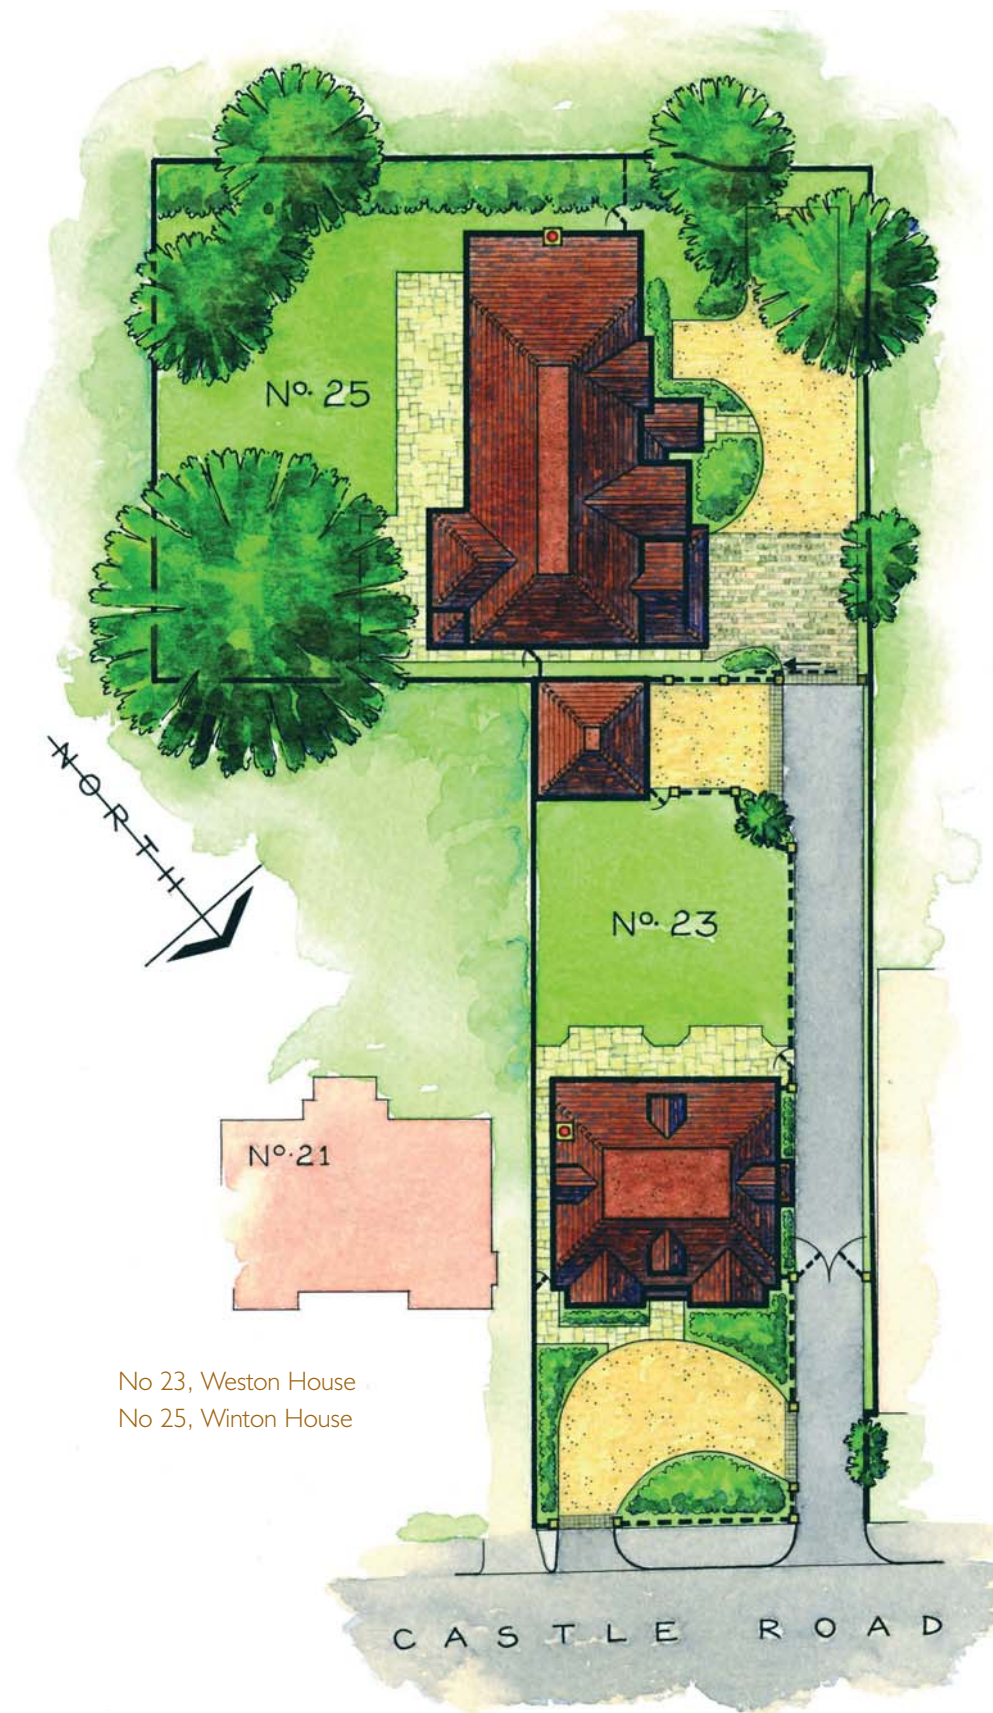 Nº. 25
NORTH
Nº. 23
Nº. 21
No 23, Weston House
No 25, Winton House
CASTLE ROAD